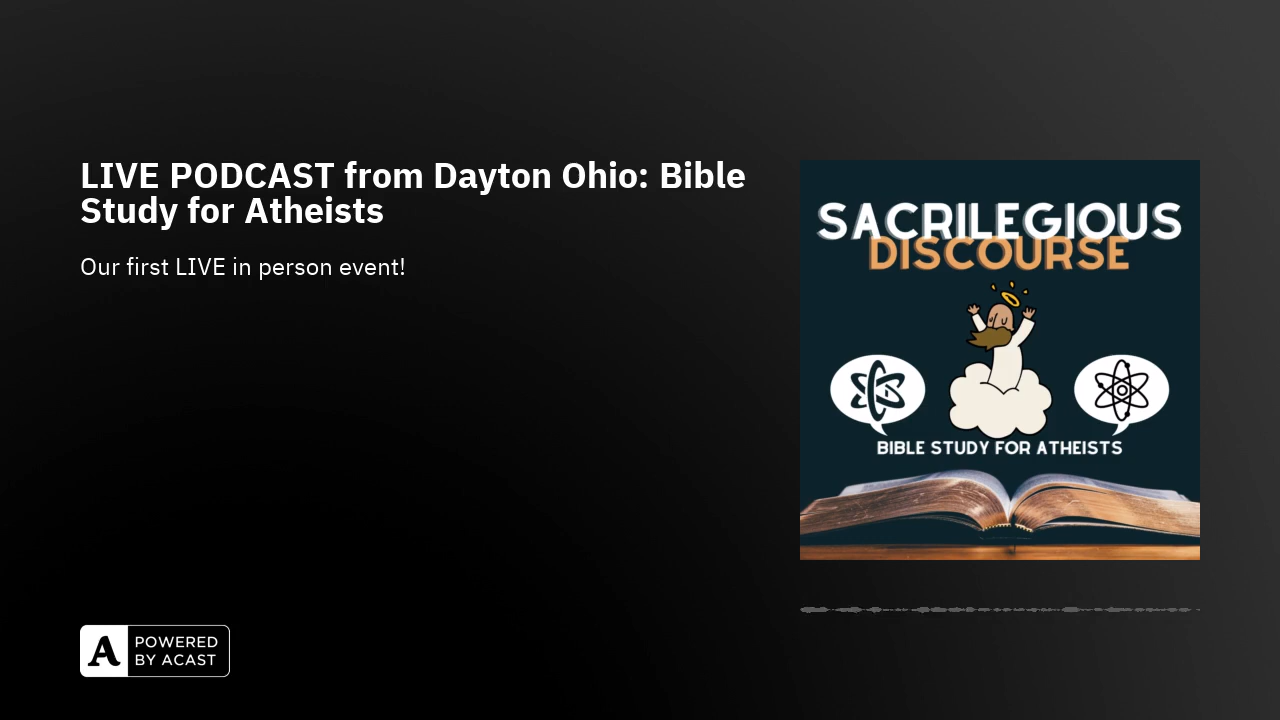 LIVE PODCAST from Dayton Ohio: Bible
Study for Atheists
Our first LIVE in person event!
SACRILEGIOUS
DISCOURSE
BIBLE STUDY FOR ATHEISTS
A POWERED
BY ACAST